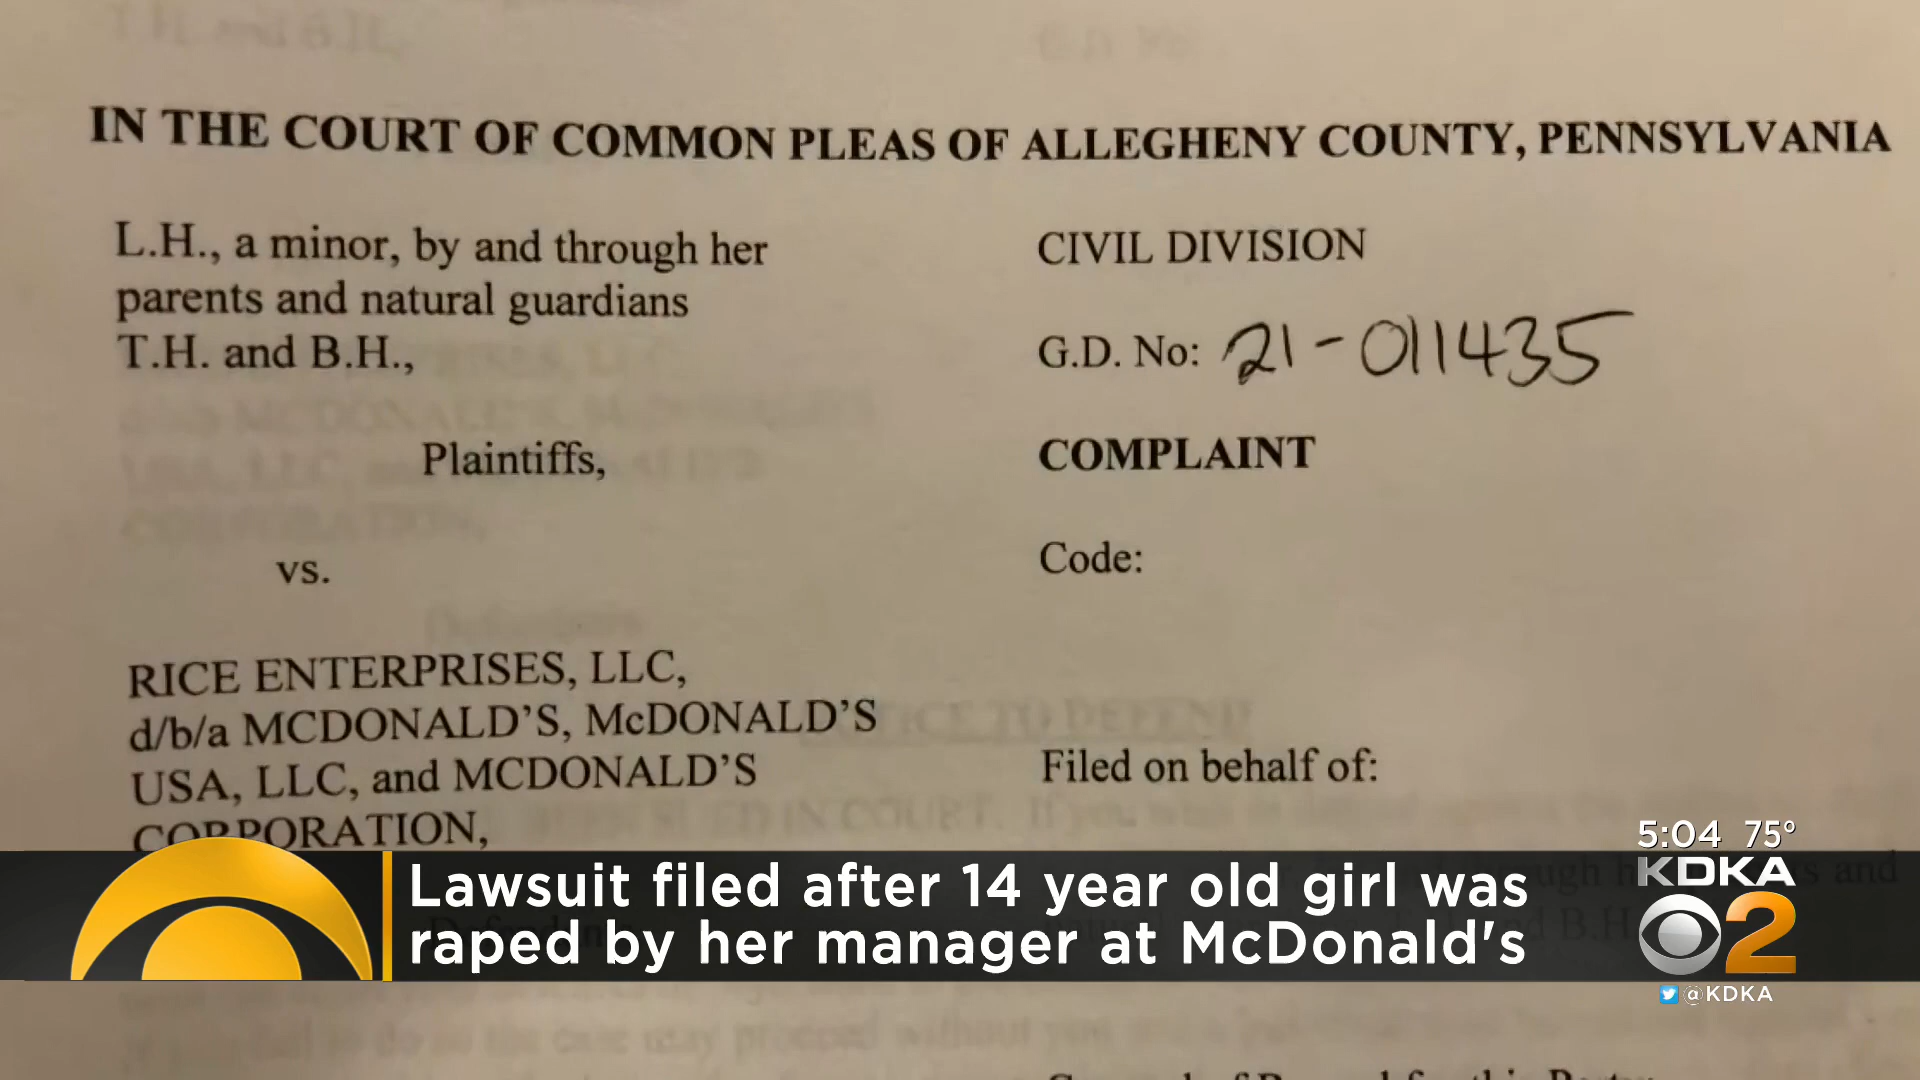 IN THE COURT OF COMMON PLEAS OF ALLEGHENY COUNTY, PENNSYLVANIA
L.H., a minor, by and through her
parents and natural guardians
T.H. and B.H.,
Plaintiffs,
vs.
RICE ENTERPRISES, LLC,
d/b/a MCDONALD'S, McDONALD'S
USA, LLC, and MCDONALD'S
CORPORATION,
CIVIL DIVISION
G.D. No: 21-011435
COMPLAINT
Code:
Filed on behalf of:
Lawsuit filed after 14 year old girl was
raped by her manager at McDonald's
5:04 75°
KDKA
2
@KDKA